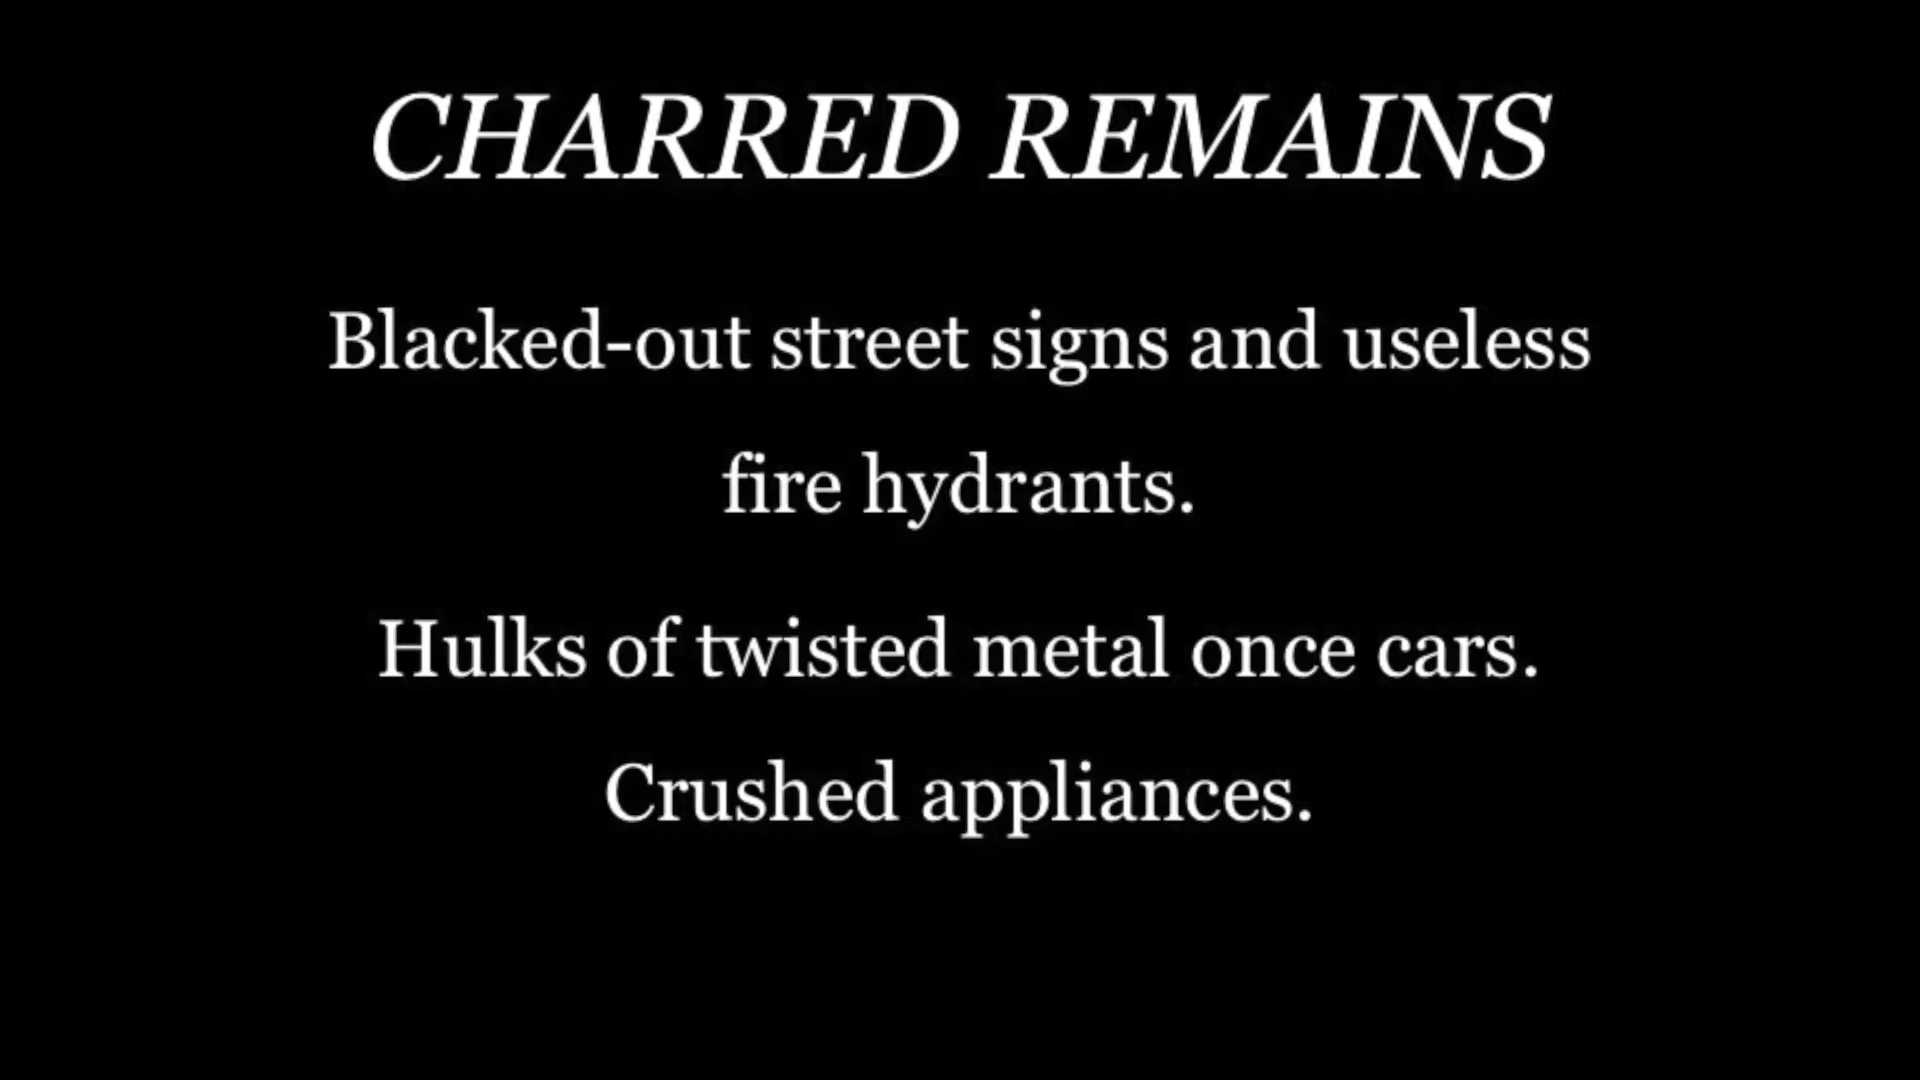 CHARRED REMAINS
Blacked-out street signs and useless
fire hydrants.
Hulks of twisted metal once cars.
Crushed appliances.